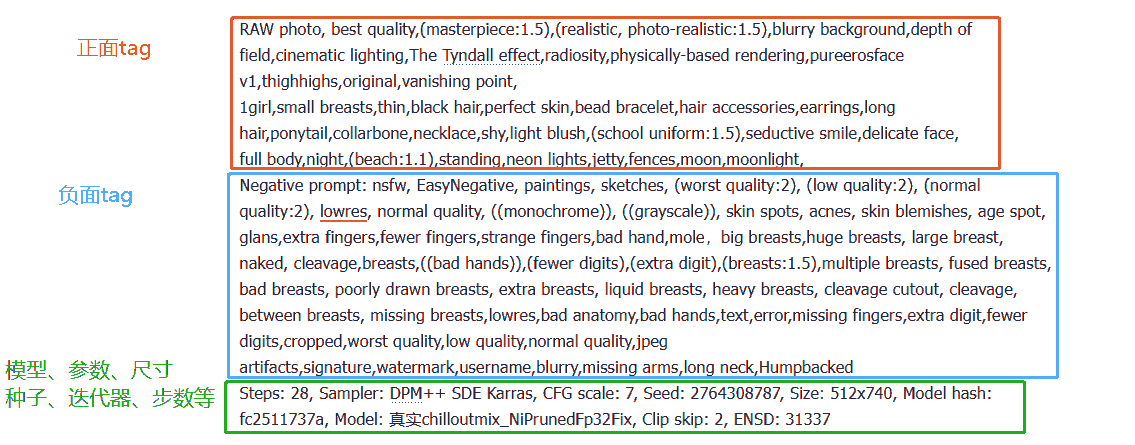 正面tag
RAW photo, best quality,(masterpiece:1.5),(realistic, photo-realistic:1.5),blurry background,depth of
field,cinematic lighting,The Tyndall effect,radiosity,physically-based rendering,pureerosface
v1,thighhighs,original,vanishing point,
1girl,small breasts,thin,black hair,perfect skin,bead bracelet,hair accessories,earrings,long
hair,ponytail,collarbone,necklace,shy,light blush,(school uniform:1.5),seductive smile,delicate face,
full body,night,(beach:1.1),standing,neon lights,jetty,fences,moon,moonlight,
负面tag
Negative prompt: nsfw, EasyNegative, paintings, sketches, (worst quality:2), (low quality:2), (normal
quality:2), lowres, normal quality, ((monochrome)), ((grayscale)), skin spots, acnes, skin blemishes, age spot,
glans,extra fingers,fewer fingers,strange fingers,bad hand,mole，big breasts,huge breasts, large breast,
naked, cleavage,breasts,((bad hands)),(fewer digits),(extra digit),(breasts:1.5),multiple breasts, fused breasts,
bad breasts, poorly drawn breasts, extra breasts, liquid breasts, heavy breasts, cleavage cutout, cleavage,
between breasts, missing breasts,lowres,bad anatomy,bad hands,text,error,missing fingers,extra digit,fewer
digits,cropped,worst quality,low quality,normal quality,jpeg
artifacts,signature,watermark,username,blurry,missing arms,long neck,Humpbacked
模型、参数、尺寸
种子、迭代器、步数等
Steps: 28, Sampler: DPM++ SDE Karras, CFG scale: 7, Seed: 2764308787, Size: 512x740, Model hash:
fc2511737a, Model: 真实chilloutmix_NiPrunedFp32Fix, Clip skip: 2, ENSD: 31337